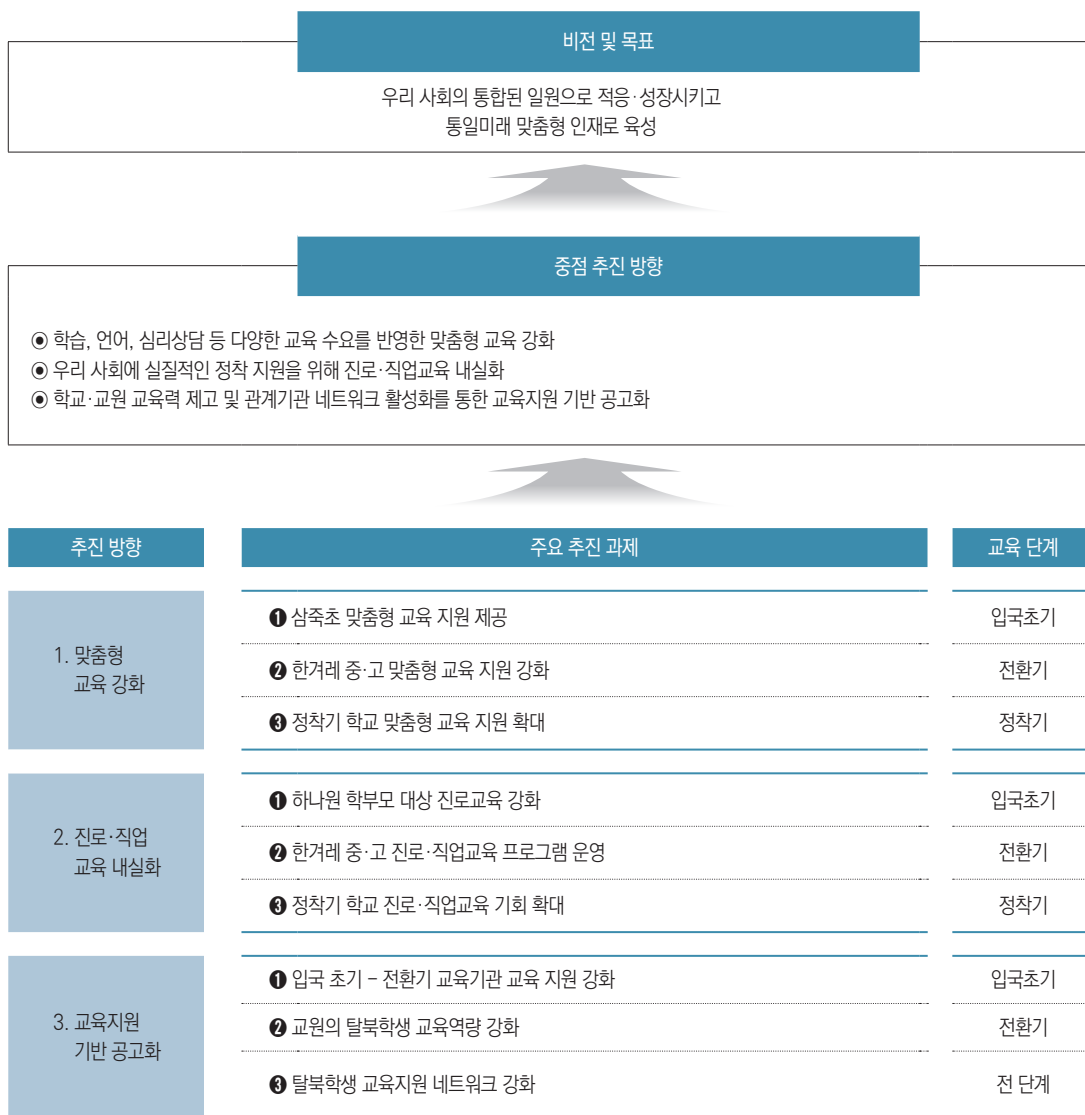 비전 및 목표
우리 사회의 통합된 일원으로 적응·성장시키고
통일미래 맞춤형 인재로 육성
중점 추진 방향
◉ 학습, 언어, 심리상담 등 다양한 교육 수요를 반영한 맞춤형 교육 강화
◉ 우리 사회에 실질적인 정착 지원을 위해 진로·직업교육 내실화
◉ 학교·교원 교육력 제고 및 관계기관 네트워크 활성화를 통한 교육지원 기반 공고화
추진 방향
주요 추진 과제
교육 단계
1. 맞춤형
교육 강화
❶ 삼죽초 맞춤형 교육 지원 제공
입국초기
❷ 한겨레 중·고 맞춤형 교육 지원 강화
전환기
❸ 정착기 학교 맞춤형 교육 지원 확대
정착기
2. 진로·직업
교육 내실화
❶ 하나원 학부모 대상 진로교육 강화
입국초기
❷ 한겨레 중·고 진로·직업교육 프로그램 운영
전환기
❸ 정착기 학교 진로·직업교육 기회 확대
정착기
3. 교육지원
기반 공고화
❶ 입국 초기 – 전환기 교육기관 교육 지원 강화
입국초기
❷ 교원의 탈북학생 교육역량 강화
전환기
❸ 탈북학생 교육지원 네트워크 강화
전 단계